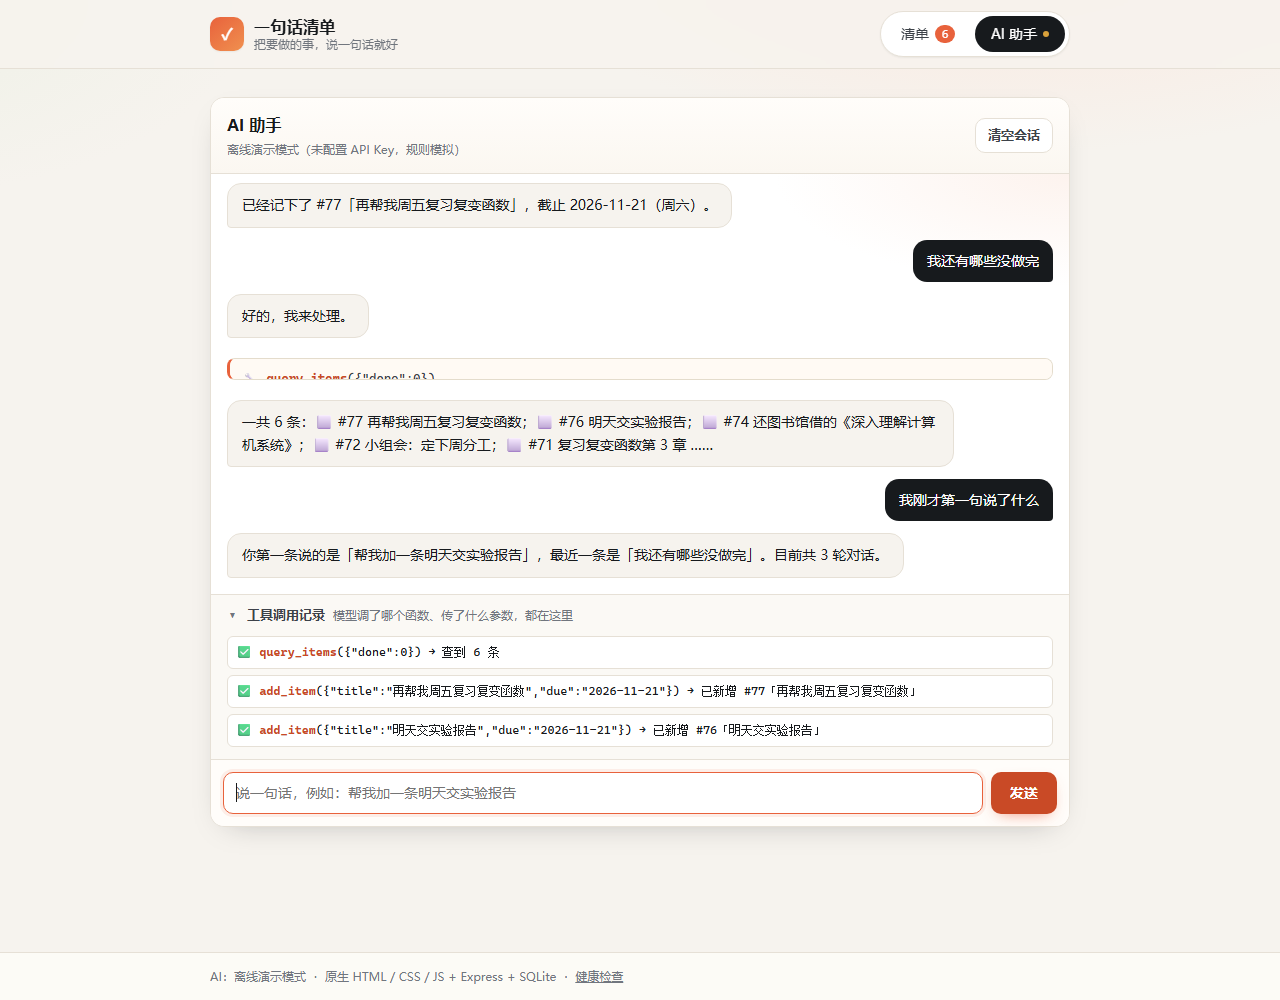 一句话清单
把要做的事，说一句话就好
清单 6
AI 助手
AI 助手
离线演示模式（未配置 API Key，规则模拟）
清空会话
已经记下了 #77「再帮我周五复习复变函数」，截止 2026-11-21（周六）。
我还有哪些没做完
好的，我来处理。
query_items({"done":0})
一共 6 条： #77 再帮我周五复习复变函数； #76 明天交实验报告； #74 还图书馆借的《深入理解计算
机系统》； #72 小组会：定下周分工； #71 复习复变函数第 3 章 ……
我刚才第一句说了什么
你第一条说的是「帮我加一条明天交实验报告」，最近一条是「我还有哪些没做完」。目前共 3 轮对话。
▼ 工具调用记录 模型调了哪个函数、传了什么参数，都在这里
✅ query_items({"done":0}) → 查到 6 条
✅ add_item({"title":"再帮我周五复习复变函数","due":"2026-11-21"}) → 已新增 #77「再帮我周五复习复变函数」
✅ add_item({"title":"明天交实验报告","due":"2026-11-21"}) → 已新增 #76「明天交实验报告」
说一句话，例如：帮我加一条明天交实验报告
发送
AI：离线演示模式 · 原生 HTML / CSS / JS + Express + SQLite · 健康检查